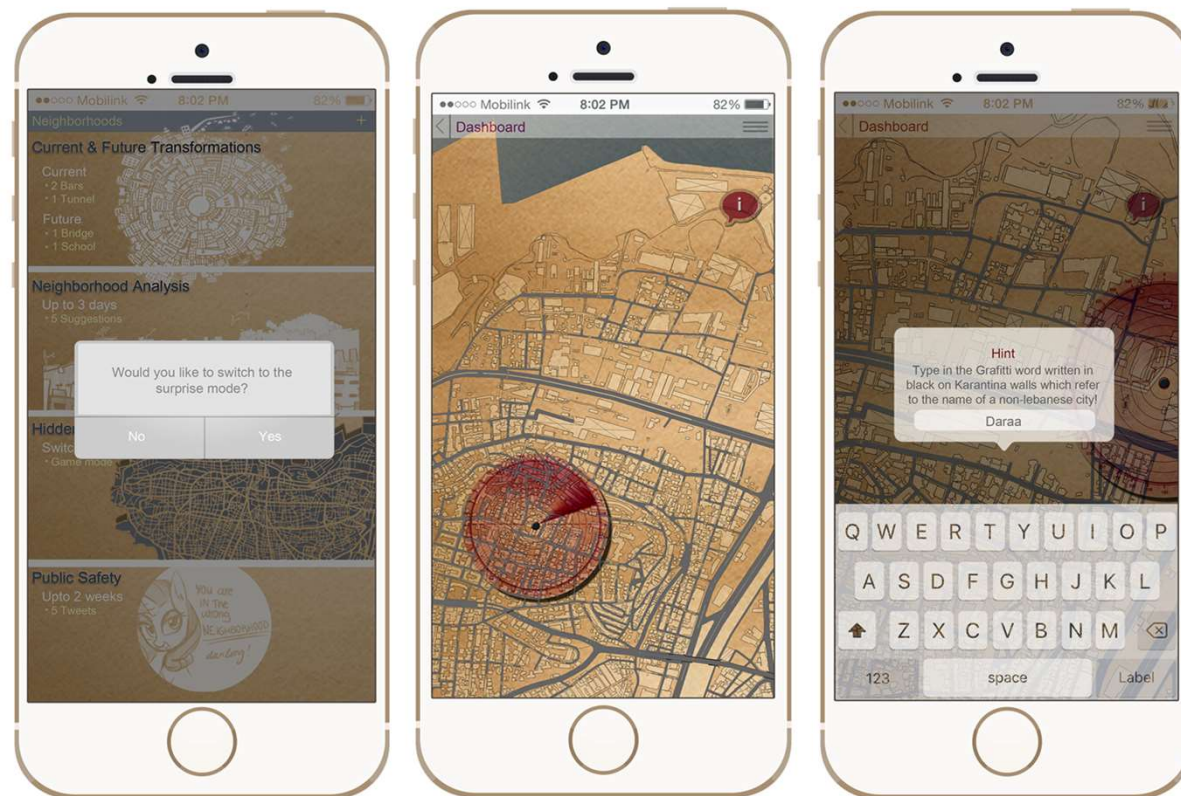 Mobilink 8:02 PM 82%
Neighborhoods +
Current & Future Transformations
Current
• 2 Bars
• 1 Tunnel
Future
• 1 Bridge
• 1 School
Neighborhood Analysis
Up to 3 days
• 5 Suggestions
Would you like to switch to the
surprise mode?
No Yes
Hidden
Switch
• Game mode
Public Safety
Upto 2 weeks
• 5 Tweets
You are
IN THE
wrong
NEIGHBORHOOD
Mobilink 8:02 PM 82%
Dashboard
i
Mobilink 8:02 PM 82%
Dashboard
i
Hint
Type in the Grafitti word written in
black on Karantina walls which refer
to the name of a non-lebanese city!
Daraa
Q W E R T Y U I O P
A S D F G H J K L
Z X C V B N M
123 space Label